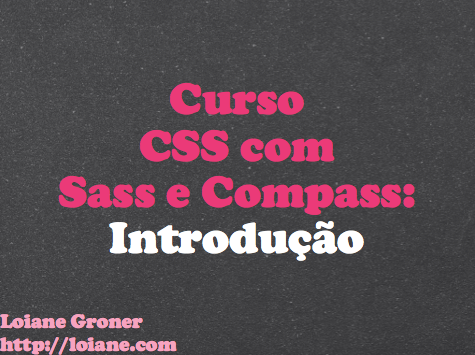 Curso
CSS com
Sass e Compass:
Introdução
Loiane Groner
http://loiane.com